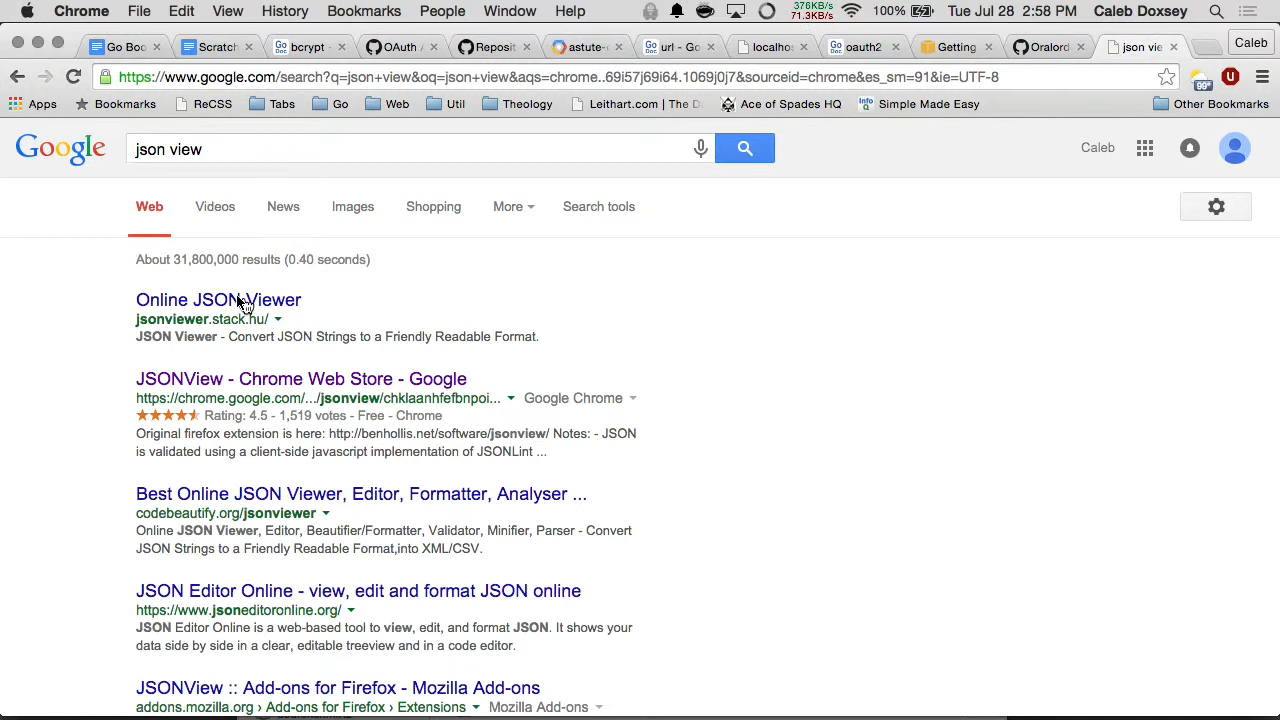 Chrome File Edit View History Bookmarks People Window Help 376KB/s 71.3KB/s 100% Tue Jul 28 2:58 PM Caleb Doxsey
Go Boo Scratch bcrypt - OAuth / Reposit astute- url - Go localho oauth2 Getting Oralord json vie Caleb
https://www.google.com/search?q=json+view&oq=json+view&aqs=chrome..69i57j69i64.1069j0j7&sourceid=chrome&es_sm=91&ie=UTF-8 99°
Apps Bookmarks ReCSS Tabs Go Web Util Theology Leithart.com | The D Ace of Spades HQ Simple Made Easy Other Bookmarks
Google json view Caleb
Web Videos News Images Shopping More Search tools
About 31,800,000 results (0.40 seconds)
Online JSON Viewer
jsonviewer.stack.hu/
JSON Viewer - Convert JSON Strings to a Friendly Readable Format.
JSONView - Chrome Web Store - Google
https://chrome.google.com/.../jsonview/chklaanhfefbnpoi... Google Chrome
Rating: 4.5 - 1,519 votes - Free - Chrome
Original firefox extension is here: http://benhollis.net/software/jsonview/ Notes: - JSON
is validated using a client-side javascript implementation of JSONLint ...
Best Online JSON Viewer, Editor, Formatter, Analyser ...
codebeautify.org/jsonviewer
Online JSON Viewer, Editor, Beautifier/Formatter, Validator, Minifier, Parser - Convert
JSON Strings to a Friendly Readable Format,into XML/CSV.
JSON Editor Online - view, edit and format JSON online
https://www.jsoneditoronline.org/
JSON Editor Online is a web-based tool to view, edit, and format JSON. It shows your
data side by side in a clear, editable treeview and in a code editor.
JSONView :: Add-ons for Firefox - Mozilla Add-ons
addons.mozilla.org › Add-ons for Firefox › Extensions Mozilla Add-ons